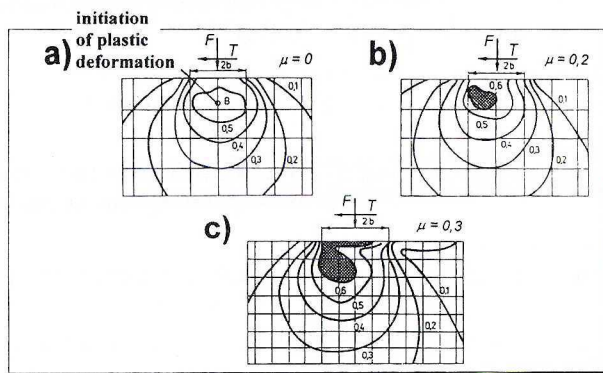 initiation
of plastic
deformation
a)
F
T
2b
μ=0
B
0,1
0,5
0,4
0,3
0,2
b)
F
T
2b
μ=0,2
0,6
0,1
0,5
0,4
0,3
0,2
c)
F
T
2b
μ=0,3
0,6
0,5
0,4
0,3
0,1
0,2